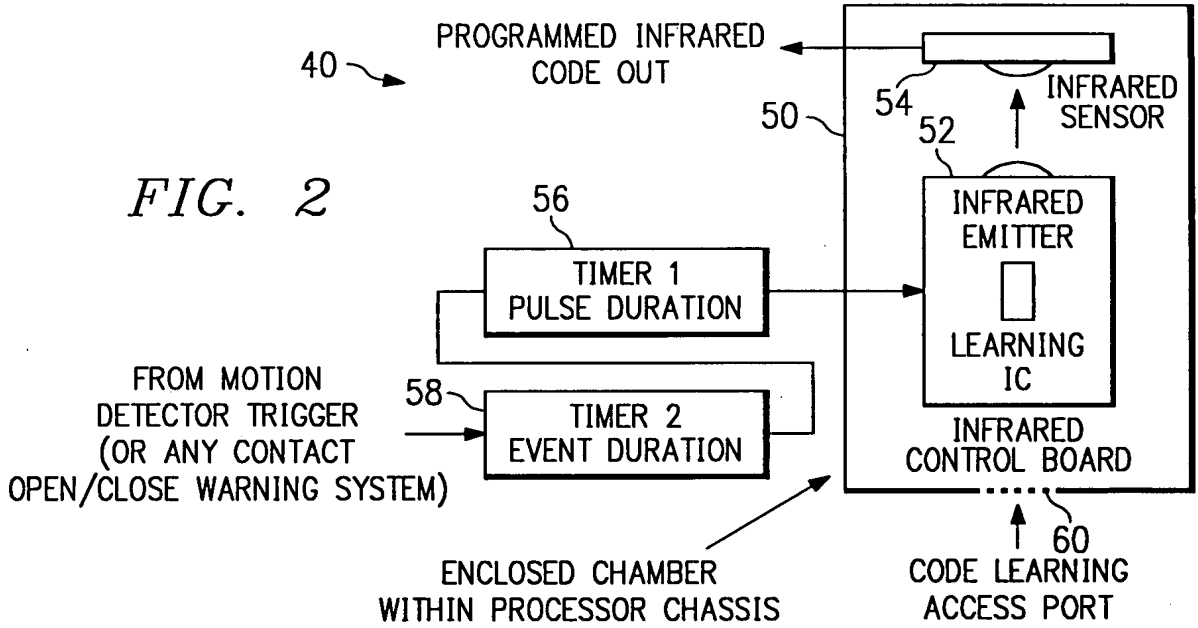 PROGRAMMED INFRARED
CODE OUT
40
54
INFRARED
SENSOR
50
52
FIG. 2
56
INFRARED
EMITTER
TIMER 1
PULSE DURATION
LEARNING
IC
FROM MOTION
DETECTOR TRIGGER
(OR ANY CONTACT
OPEN/CLOSE WARNING SYSTEM)
58
TIMER 2
EVENT DURATION
INFRARED
CONTROL BOARD
60
ENCLOSED CHAMBER
WITHIN PROCESSOR CHASSIS
CODE LEARNING
ACCESS PORT